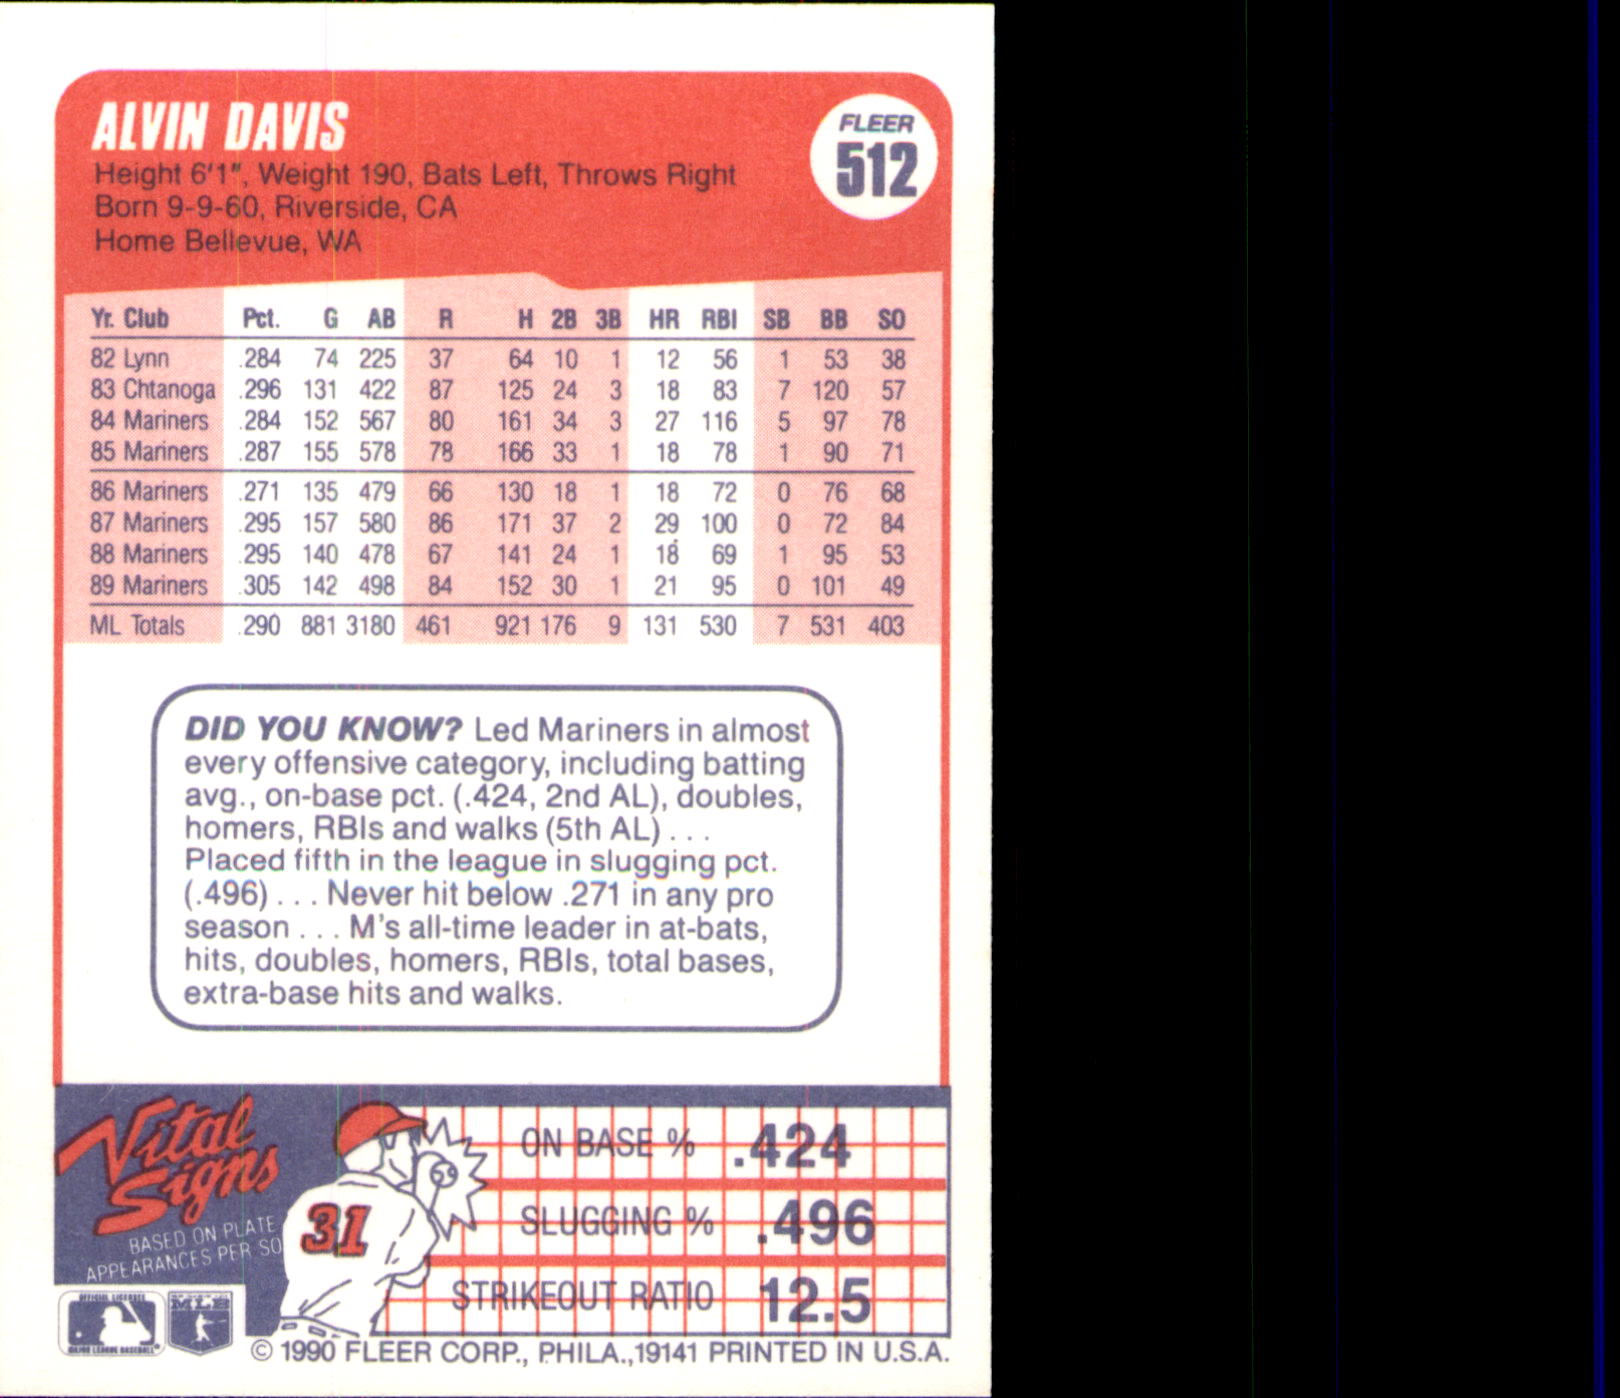 ALVIN DAVIS
FLEER
512
Height 6'1", Weight 190, Bats Left, Throws Right
Born 9-9-60, Riverside, CA
Home Bellevue, WA
Yr. Club Pct. G AB R H 2B 3B HR RBI SB BB SO
82 Lynn .284 74 225 37 64 10 1 12 56 1 53 38
83 Chtanoga .296 131 422 87 125 24 3 18 83 7 120 57
84 Mariners .284 152 567 80 161 34 3 27 116 5 97 78
85 Mariners .287 155 578 78 166 33 1 18 78 1 90 71
86 Mariners .271 135 479 66 130 18 1 18 72 0 76 68
87 Mariners .295 157 580 86 171 37 2 29 100 0 72 84
88 Mariners .295 140 478 67 141 24 1 18 69 1 95 53
89 Mariners .305 142 498 84 152 30 1 21 95 0 101 49
ML Totals .290 881 3180 461 921 176 9 131 530 7 531 403
DID YOU KNOW? Led Mariners in almost
every offensive category, including batting
avg., on-base pct. (.424, 2nd AL), doubles,
homers, RBIs and walks (5th AL) . . .
Placed fifth in the league in slugging pct.
(.496) . . . Never hit below .271 in any pro
season . . . M's all-time leader in at-bats,
hits, doubles, homers, RBIs, total bases,
extra-base hits and walks.
Vital
Signs
BASED ON PLATE
APPEARANCES PER SO
31
ON BASE % .424
SLUGGING % .496
STRIKEOUT RATIO 12.5
OFFICIAL LICENSEE
MAJOR LEAGUE BASEBALL
MLB
© 1990 FLEER CORP., PHILA.,19141 PRINTED IN U.S.A.